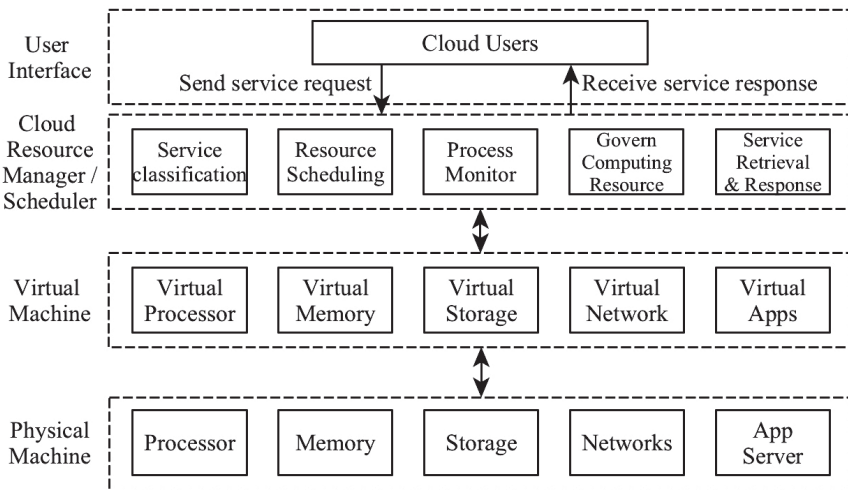 User
Interface
Cloud Users
Send service request
Receive service response
Cloud
Resource
Manager /
Scheduler
Service
classification
Resource
Scheduling
Process
Monitor
Govern
Computing
Resource
Service
Retrieval
& Response
Virtual
Machine
Virtual
Processor
Virtual
Memory
Virtual
Storage
Virtual
Network
Virtual
Apps
Physical
Machine
Processor
Memory
Storage
Networks
App
Server